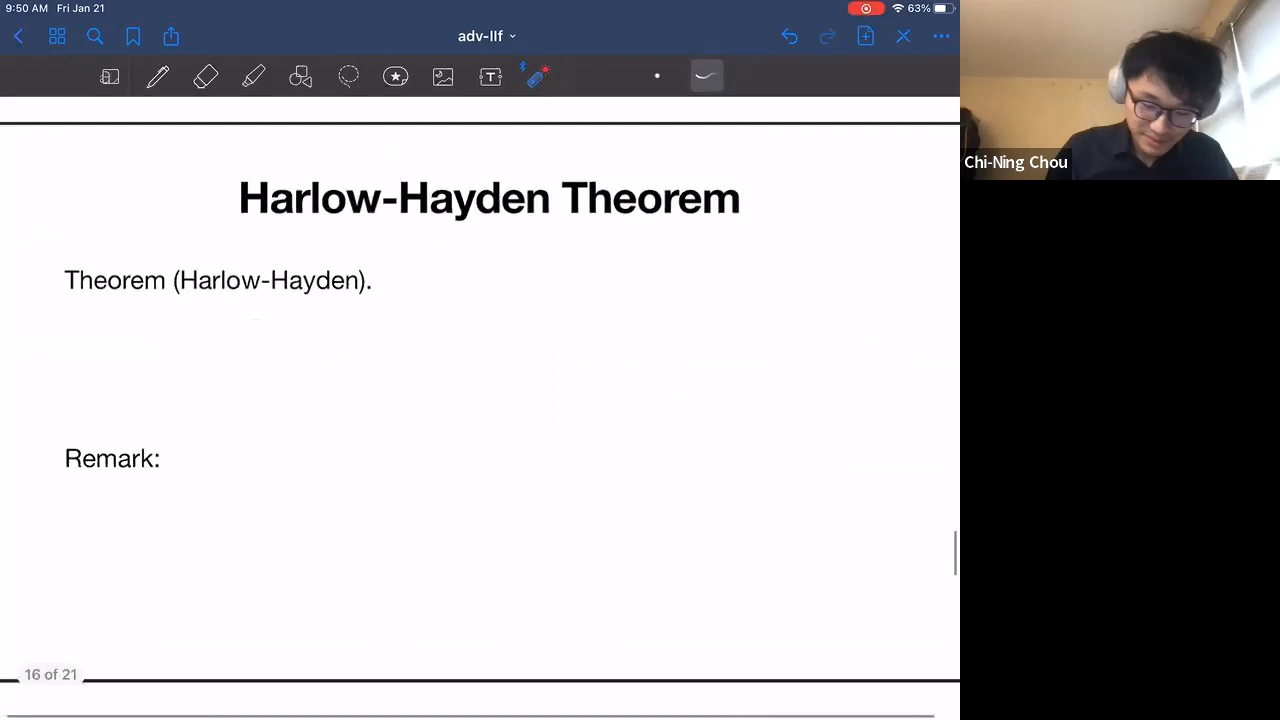 9:50 AM Fri Jan 21
63%
adv-llf
T
Harlow-Hayden Theorem
Theorem (Harlow-Hayden).
Remark:
16 of 21
Chi-Ning Chou